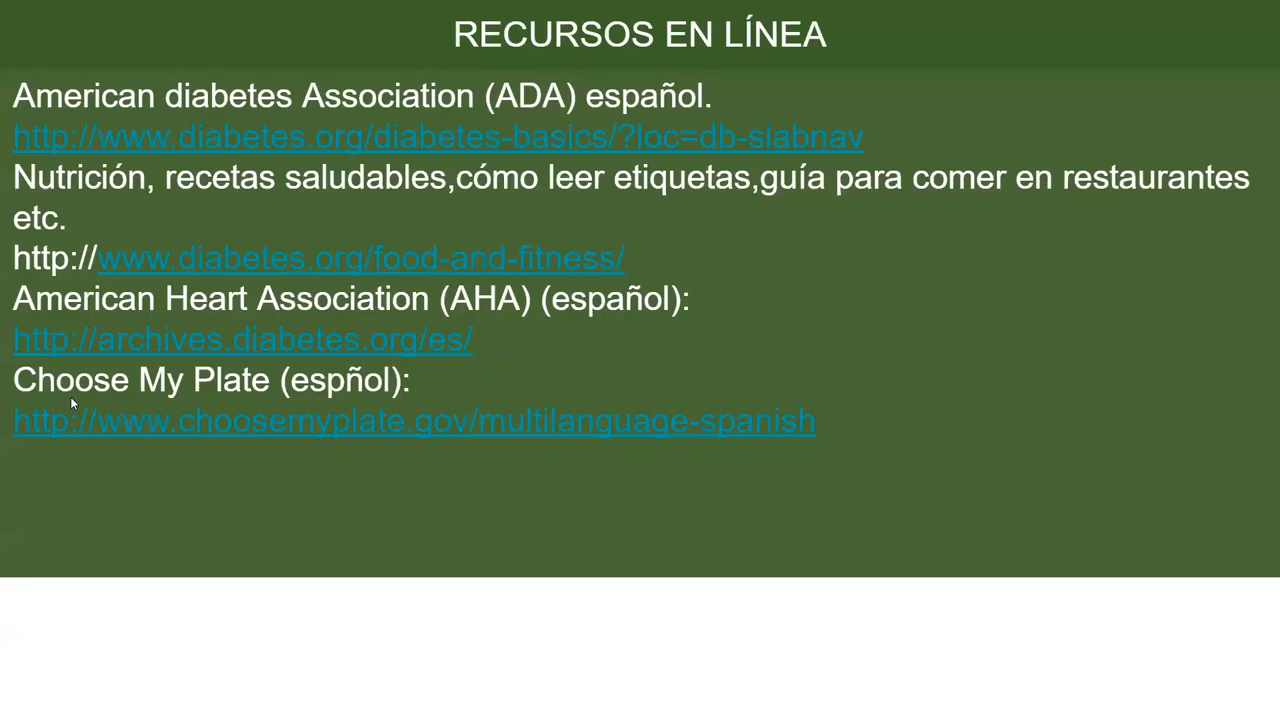 RECURSOS EN LÍNEA
American diabetes Association (ADA) español.
http://www.diabetes.org/diabetes-basics/?loc=db-slabnav
Nutrición, recetas saludables,cómo leer etiquetas,guía para comer en restaurantes
etc.
http://www.diabetes.org/food-and-fitness/
American Heart Association (AHA) (español):
http://archives.diabetes.org/es/
Choose My Plate (espñol):
http://www.choosemyplate.gov/multilanguage-spanish